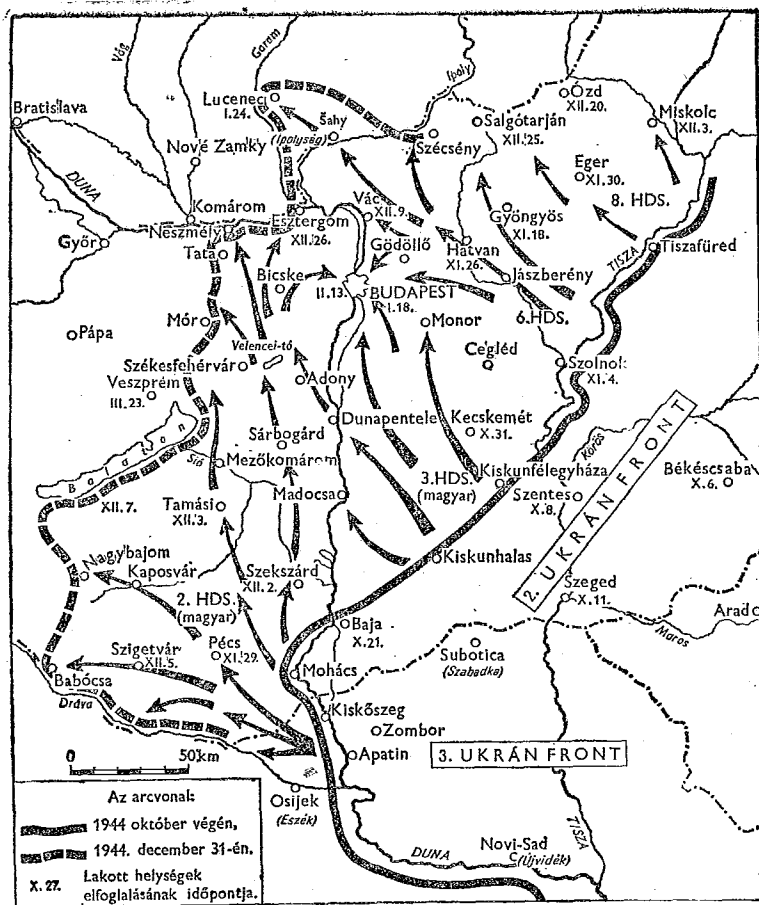 Vág
Garam
Bratislava
DUNA
Lucenec
I.24.
Ipoly
Šahy
(Ipolyság)
Nové Zamky
Szécsény
Salgótarján
XII.25.
Ózd
XII.20.
Miskolc
XII.3.
Eger
XI.30.
8. HDS.
Komárom
Neszmély
Esztergom
XII.26.
Vác
XII.9.
Gyöngyös
XI.18.
Győr
Tata
Gödöllő
Hatvan
XI.26.
Jászberény
TISZA
Tiszafüred
Bicske
II.13.
BUDAPEST
I.18.
6.HDS.
Pápa
Mór
Monor
Velencei-tó
Székesfehérvár
Cegléd
Szolnok
XI.4.
Veszprém
III.23.
Adony
Dunapentele
Kecskemét
X.31.
Sárbogárd
Balaton
Sió
Mezőkomárom
3.HDS.
(magyar)
Kiskunfélegyháza
Körös
2. UKRÁN FRONT
Békéscsaba
X.6.
Szentes
X.8.
XII.7.
Tamási
XII.3.
Madocsa
Nagybajom
Kaposvár
Szekszárd
XII.2.
Kiskunhalas
2. HDS.
(magyar)
Szeged
X.11.
Arad
Maros
Baja
X.21.
Szigetvár
XII.5.
Pécs
XI.29.
Subotica
(Szabadka)
Babócsa
Mohács
Dráva
Kiskőszeg
Zombor
Apatin
3. UKRÁN FRONT
0 50 km
Osijek
(Eszék)
DUNA
Novi-Sad
(Újvidék)
TISZA
Az arcvonal:
1944 október végén,
1944. december 31-én.
X. 27. Lakott helységek
elfoglalásának időpontja.